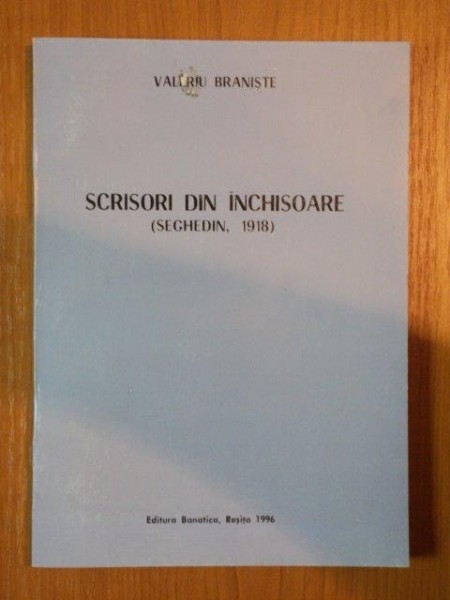 VALERIU BRANIȘTE
SCRISORI DIN ÎNCHISOARE
(SEGHEDIN, 1918)
Editura Banatica, Reșița 1996